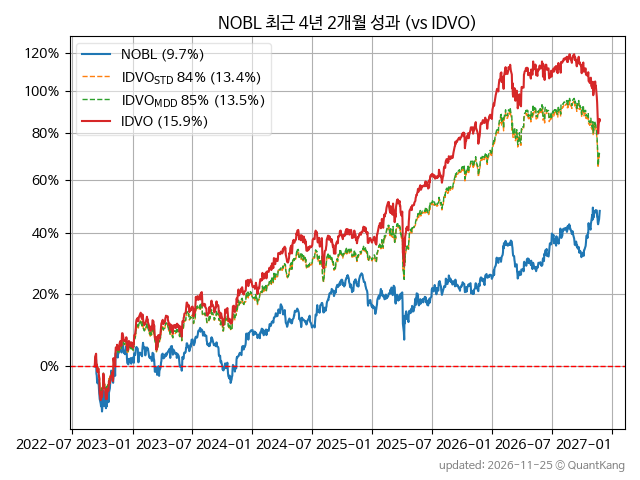 NOBL 최근 4년 2개월 성과 (vs IDVO)
NOBL (9.7%)
IDVO_STD 84% (13.4%)
IDVO_MDD 85% (13.5%)
IDVO (15.9%)
120%
100%
80%
60%
40%
20%
0%
2022-07 2023-01 2023-07 2024-01 2024-07 2025-01 2025-07 2026-01 2026-07 2027-01
updated: 2026-11-25 © QuantKang